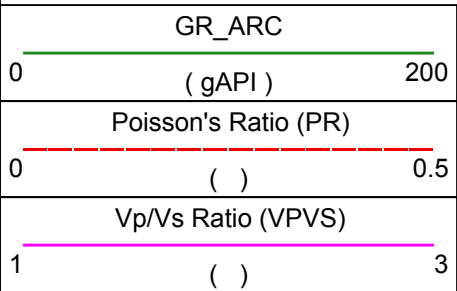 GR_ARC
0 ( gAPI ) 200
Poisson's Ratio (PR)
0 ( ) 0.5
Vp/Vs Ratio (VPVS)
1 ( ) 3